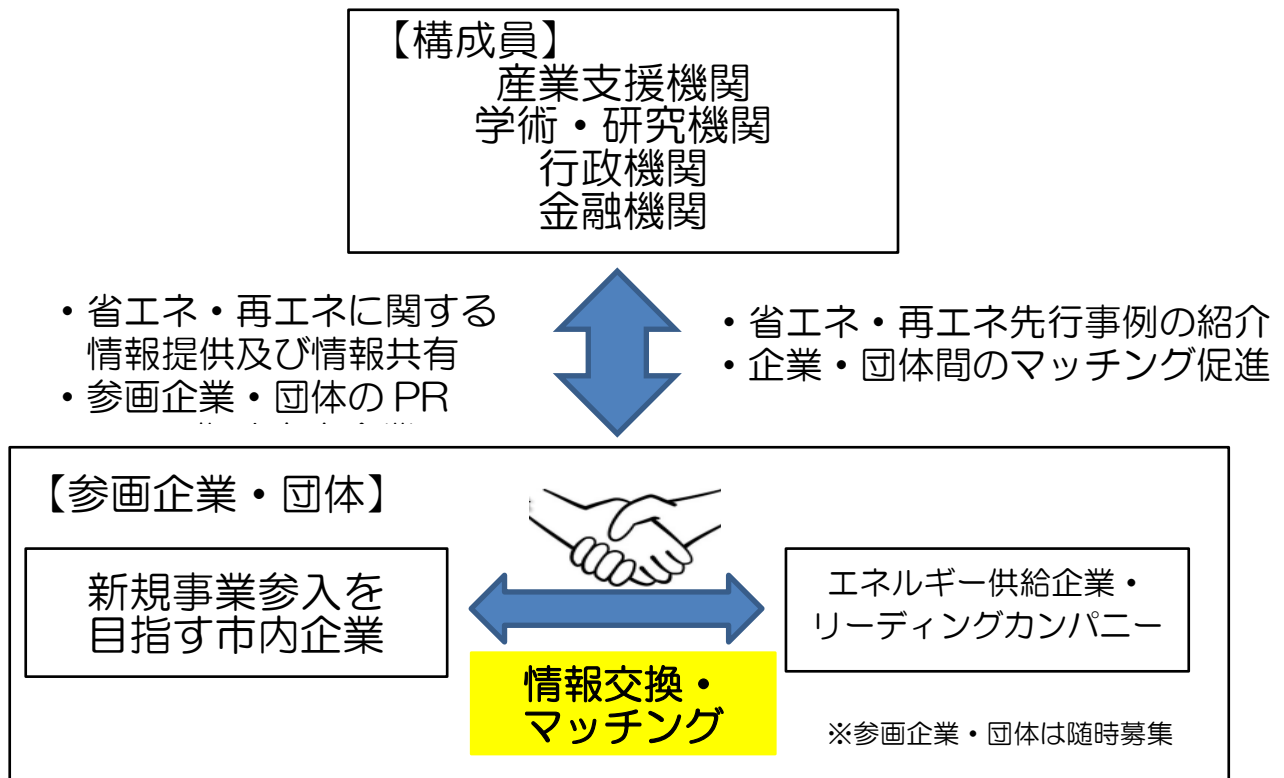 【構成員】
産業支援機関
学術・研究機関
行政機関
金融機関
・省エネ・再エネに関する
情報提供及び情報共有
・参画企業・団体の PR
・省エネ・再エネ先行事例の紹介
・企業・団体間のマッチング促進
【参画企業・団体】
新規事業参入を
目指す市内企業
エネルギー供給企業・
リーディングカンパニー
情報交換・
マッチング
※参画企業・団体は随時募集